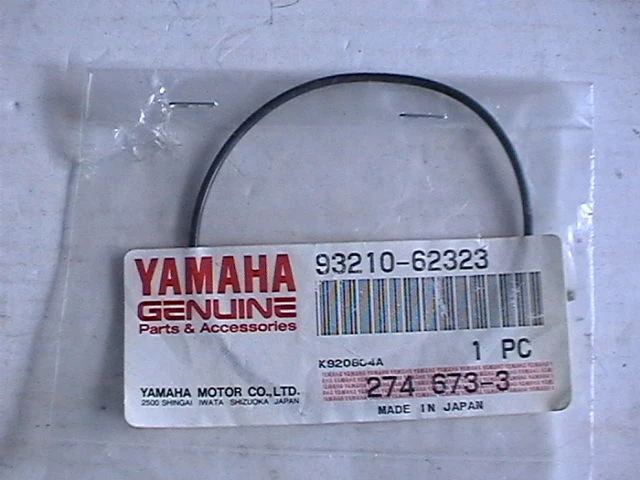 YAMAHA
GENUINE
Parts & Accessories
93210-62323
1 PC
K920804A
274 673-3
YAMAHA MOTOR CO., LTD.
2500 SHINGAI IWATA SHIZUOKA JAPAN
MADE IN JAPAN